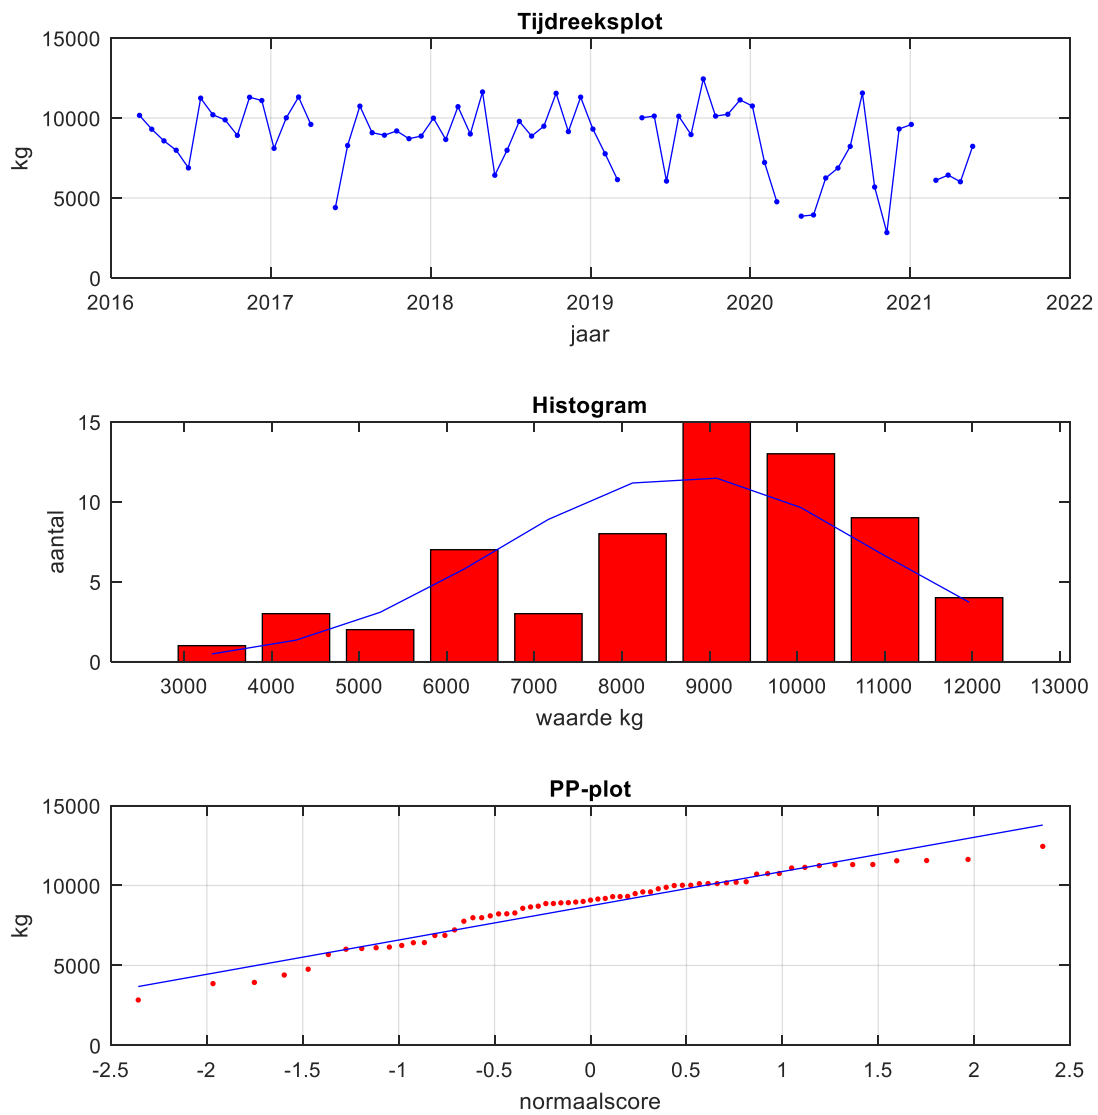 Tijdreeksplot
15000
10000
5000
0
kg
2016 2017 2018 2019 2020 2021 2022
jaar
Histogram
15
10
5
0
aantal
3000 4000 5000 6000 7000 8000 9000 10000 11000 12000 13000
waarde kg
PP-plot
15000
10000
5000
0
kg
-2.5 -2 -1.5 -1 -0.5 0 0.5 1 1.5 2 2.5
normaalscore